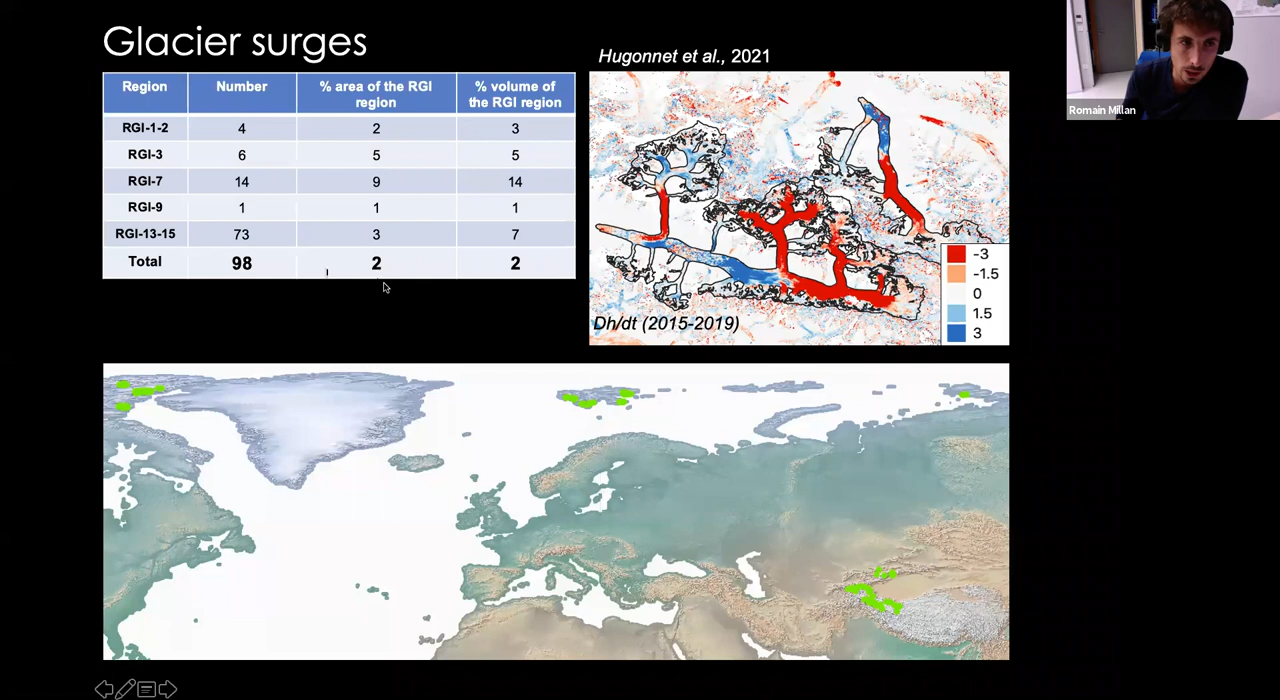 Glacier surges
Region Number % area of the RGI region % volume of the RGI region
RGI-1-2 4 2 3
RGI-3 6 5 5
RGI-7 14 9 14
RGI-9 1 1 1
RGI-13-15 73 3 7
Total 98 2 2
Hugonnet et al., 2021
Dh/dt (2015-2019)
-3
-1.5
0
1.5
3
Romain Millan